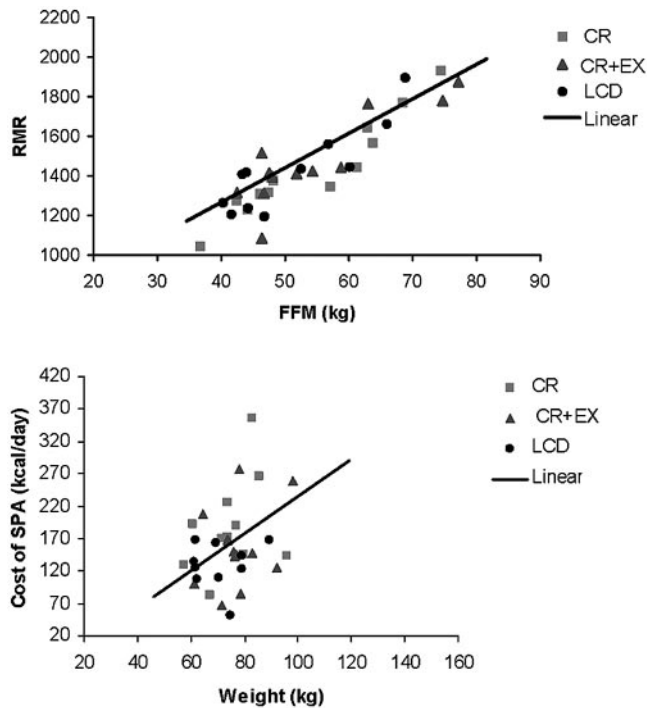 2200
2000
1800
1600
1400
1200
1000
RMR
20 30 40 50 60 70 80 90
FFM (kg)
CR
CR+EX
LCD
Linear
420
370
320
270
220
170
120
70
20
Cost of SPA (kcal/day)
20 40 60 80 100 120 140 160
Weight (kg)
CR
CR+EX
LCD
Linear